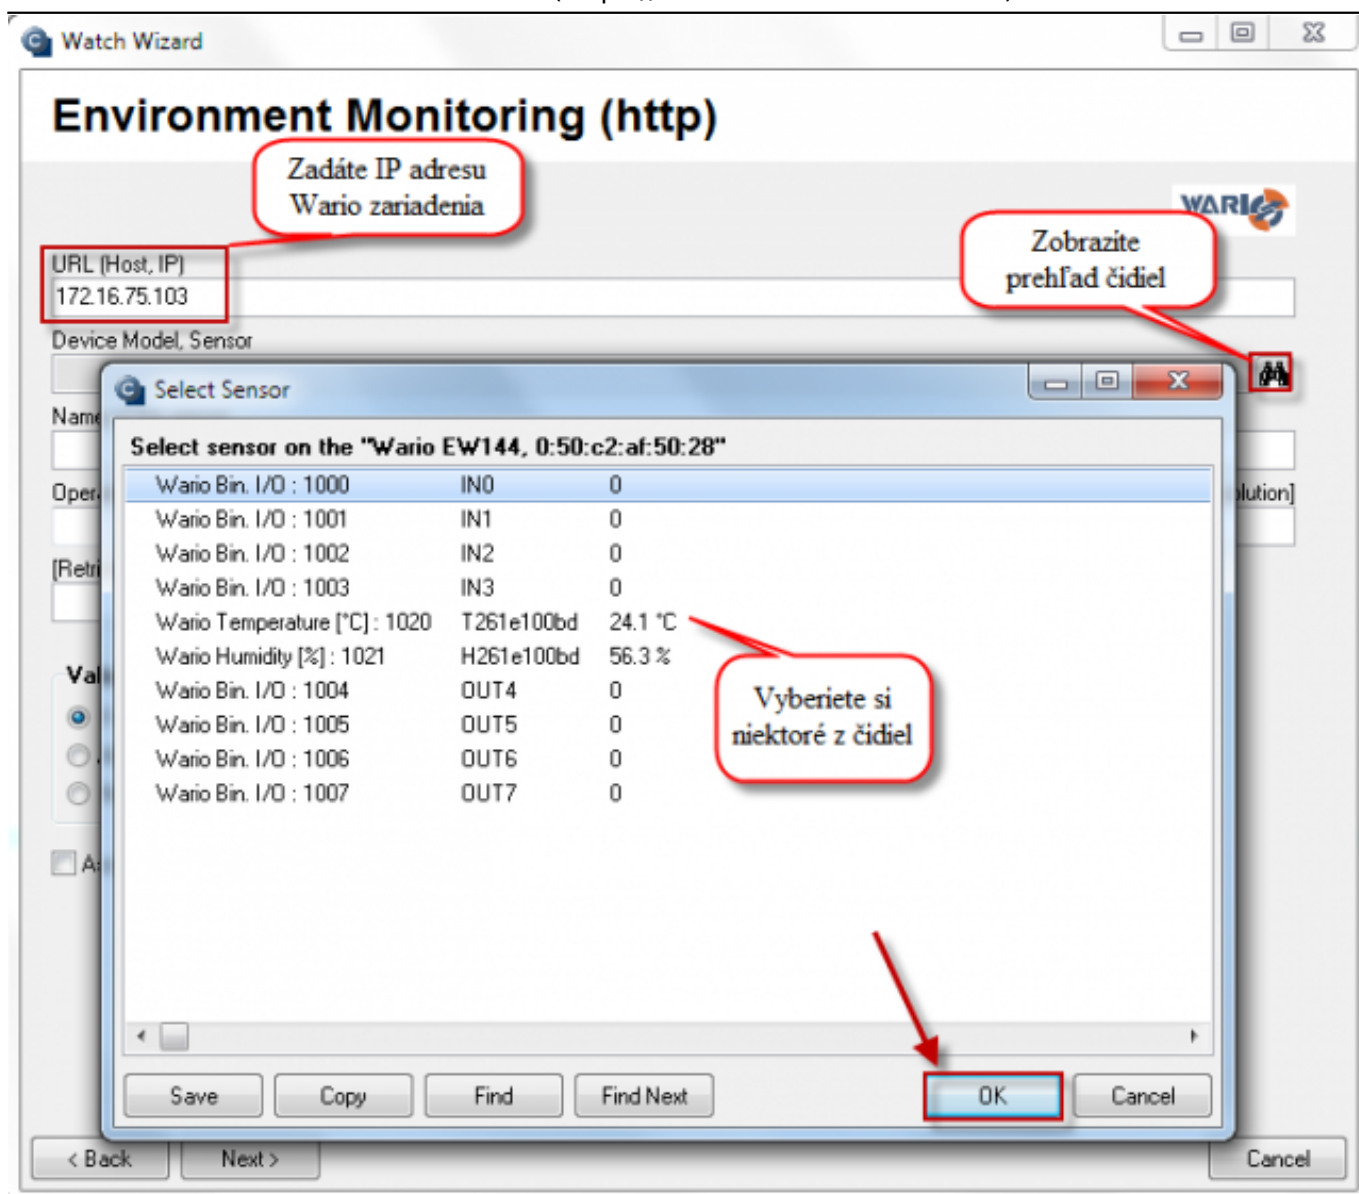 Watch Wizard
Environment Monitoring (http)
Zadáte IP adresu
Wario zariadenia
WARIO
Zobrazite
prehľad čidiel
URL (Host, IP)
172.16.75.103
Device Model, Sensor
Select Sensor
Name
Select sensor on the "Wario EW144, 0:50:c2:af:50:28"
Wario Bin. I/O : 1000 IN0 0
Wario Bin. I/O : 1001 IN1 0
Wario Bin. I/O : 1002 IN2 0
Wario Bin. I/O : 1003 IN3 0
Wario Temperature [°C] : 1020 T261e100bd 24.1 °C
Wario Humidity [%] : 1021 H261e100bd 56.3 %
Wario Bin. I/O : 1004 OUT4 0
Wario Bin. I/O : 1005 OUT5 0
Wario Bin. I/O : 1006 OUT6 0
Wario Bin. I/O : 1007 OUT7 0
Vyberiete si
niektoré z čidiel
Save Copy Find Find Next OK Cancel
< Back Next > Cancel